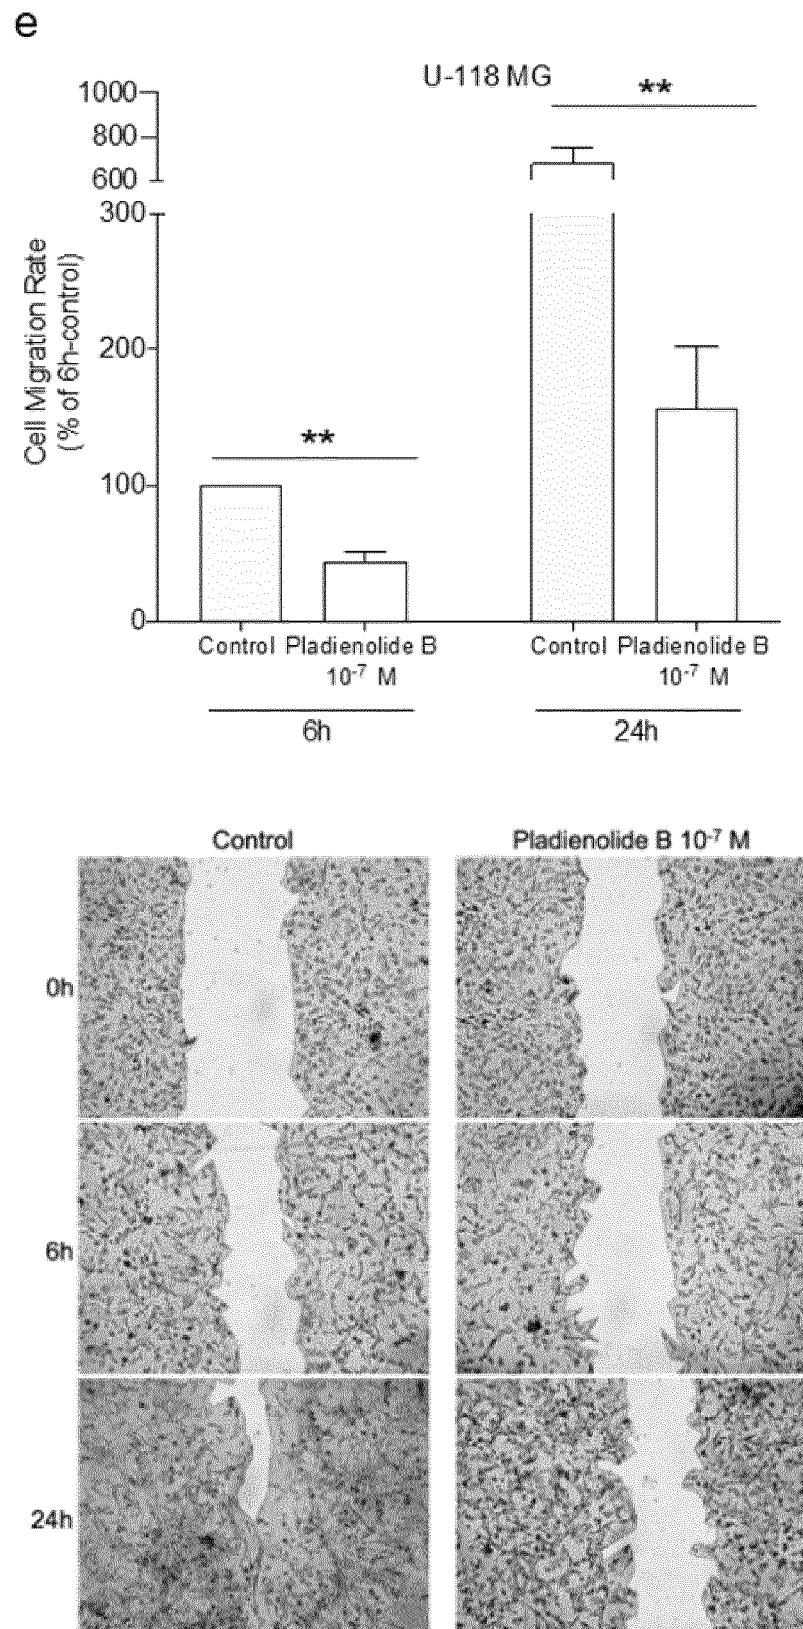 e
U-118 MG
**
1000
800
600
300
200
100
0
Cell Migration Rate
(% of 6h-control)
**
Control Pladienolide B
10⁻⁷ M
Control Pladienolide B
10⁻⁷ M
6h
24h
Control
Pladienolide B 10⁻⁷ M
0h
6h
24h